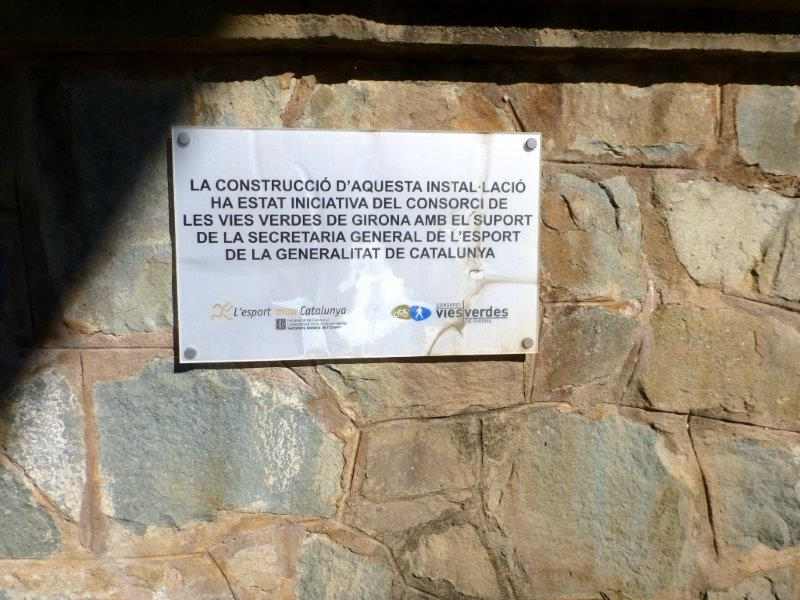 LA CONSTRUCCIÓ D'AQUESTA INSTAL·LACIÓ
HA ESTAT INICIATIVA DEL CONSORCI DE
LES VIES VERDES DE GIRONA AMB EL SUPORT
DE LA SECRETARIA GENERAL DE L'ESPORT
DE LA GENERALITAT DE CATALUNYA
L'esport Catalunya
CONSORCI
viesverdes